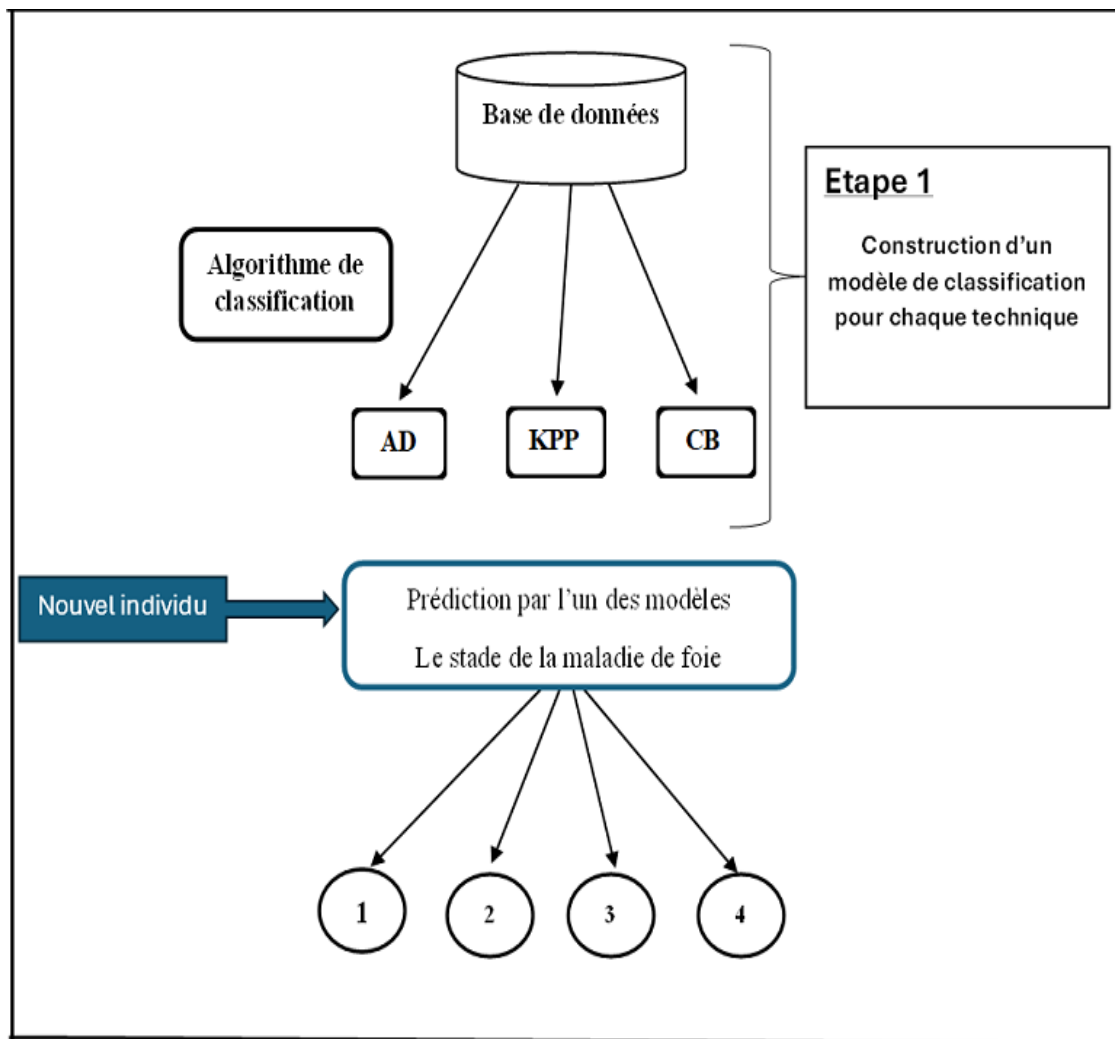 Base de données
Etape 1
Construction d'un
modèle de classification
pour chaque technique
Algorithme de
classification
AD
KPP
CB
Nouvel individu
Prédiction par l'un des modèles
Le stade de la maladie de foie
1
2
3
4